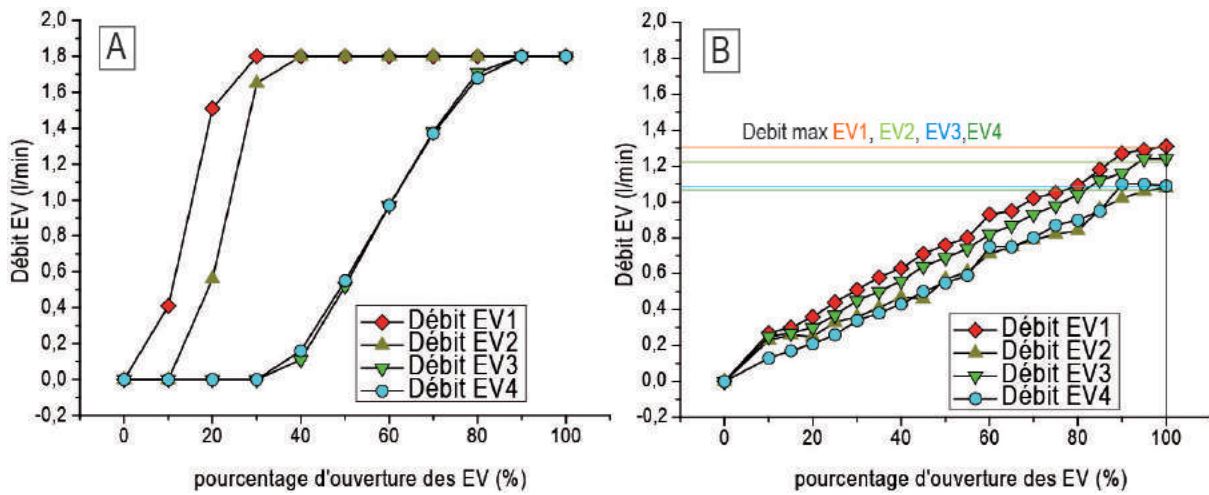 A
2,0
1,8
1,6
1,4
1,2
1,0
0,8
0,6
0,4
0,2
0,0
-0,2
Débit EV (l/min)
Débit EV1
Débit EV2
Débit EV3
Débit EV4
0 20 40 60 80 100
pourcentage d'ouverture des EV (%)
B
2,0
1,8
1,6
1,4
1,2
1,0
0,8
0,6
0,4
0,2
0,0
-0,2
Débit EV (l/min)
Debit max EV1, EV2, EV3,EV4
Débit EV1
Débit EV2
Débit EV3
Débit EV4
0 20 40 60 80 100
pourcentage d'ouverture des EV (%)